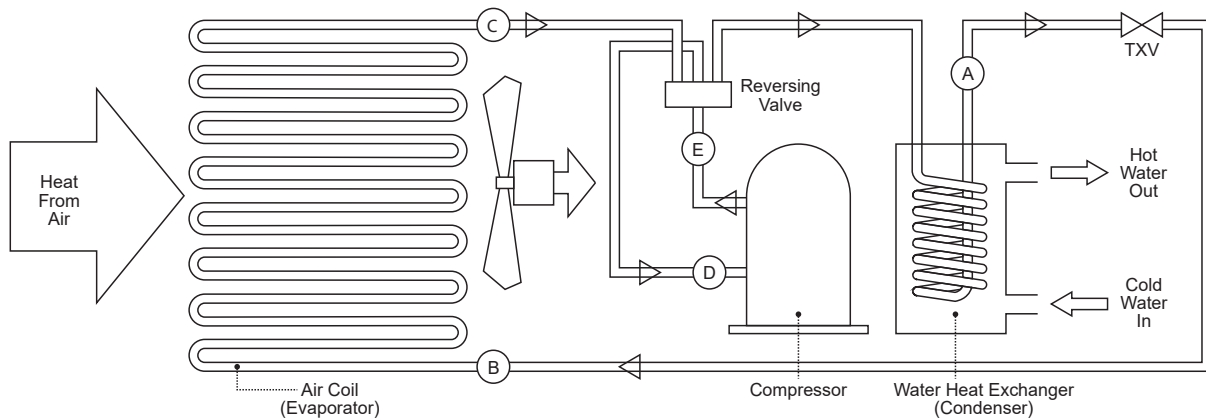 C
TXV
A
Reversing
Valve
E
Heat
From
Air
Hot
Water
Out
D
Cold
Water
In
B
Air Coil
(Evaporator)
Compressor
Water Heat Exchanger
(Condenser)